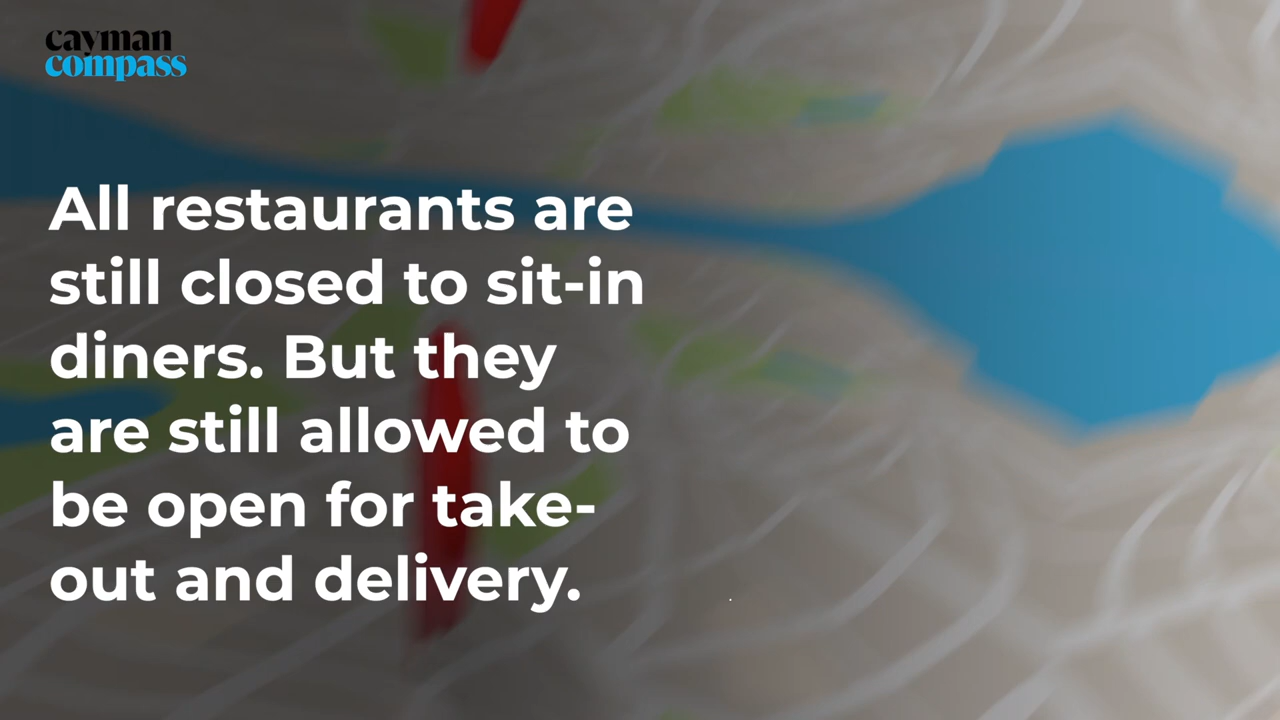 cayman
compass
All restaurants are
still closed to sit-in
diners. But they
are still allowed to
be open for take-
out and delivery.